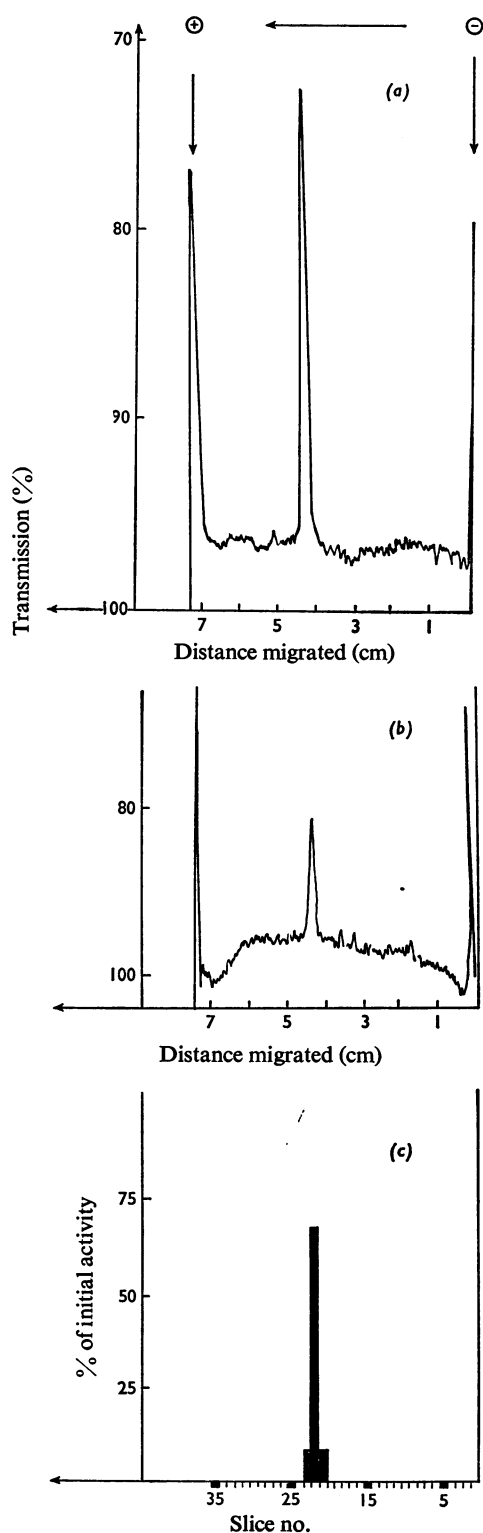 ⊕ ⊖
70
(a)
80
90
100
Transmission (%)
7 5 3 1
Distance migrated (cm)
(b)
80
100
7 5 3 1
Distance migrated (cm)
(c)
75
50
25
% of initial activity
35 25 15 5
Slice no.